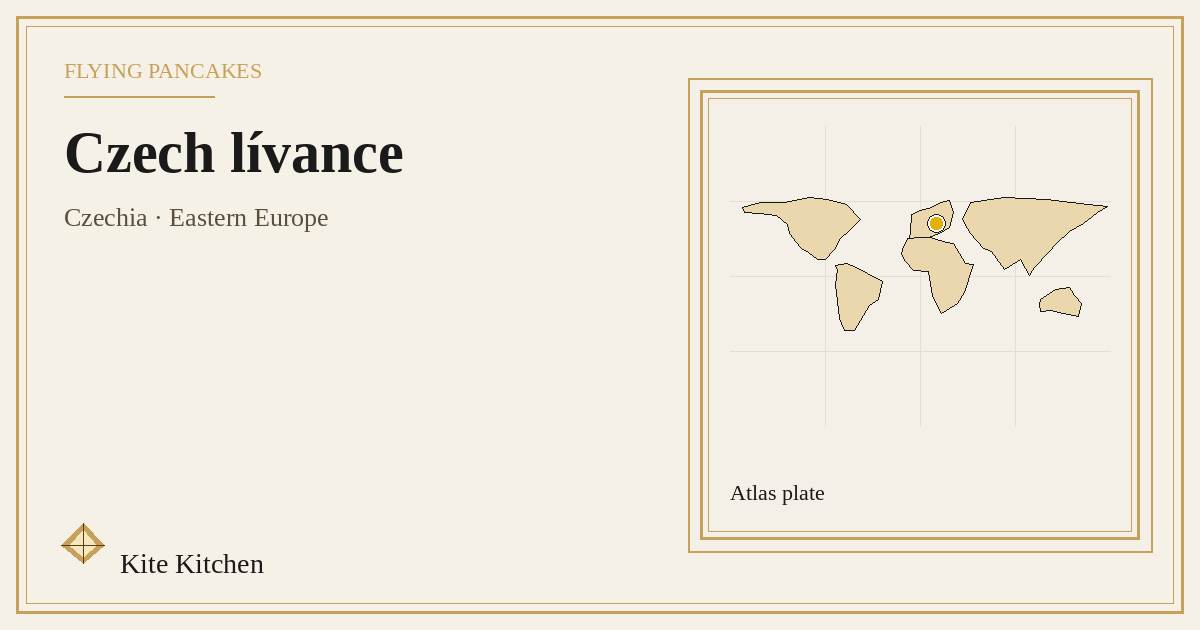 FLYING PANCAKES
Czech lívance
Czechia · Eastern Europe
Atlas plate
Kite Kitchen